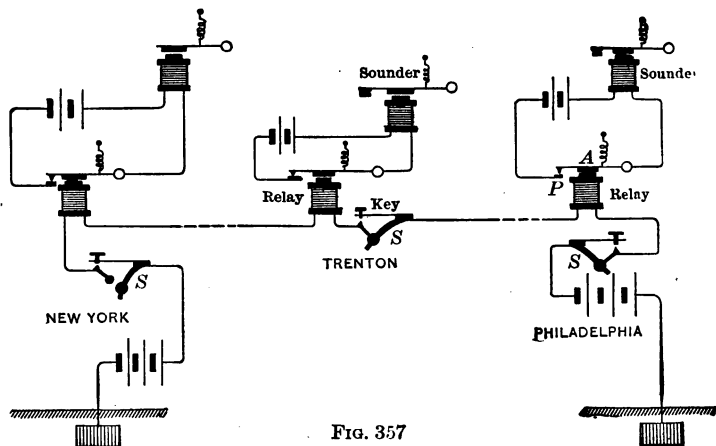 Sounder
Sounde
A
P
Relay
Relay
Key
S
S
S
TRENTON
NEW YORK
PHILADELPHIA
FIG. 357